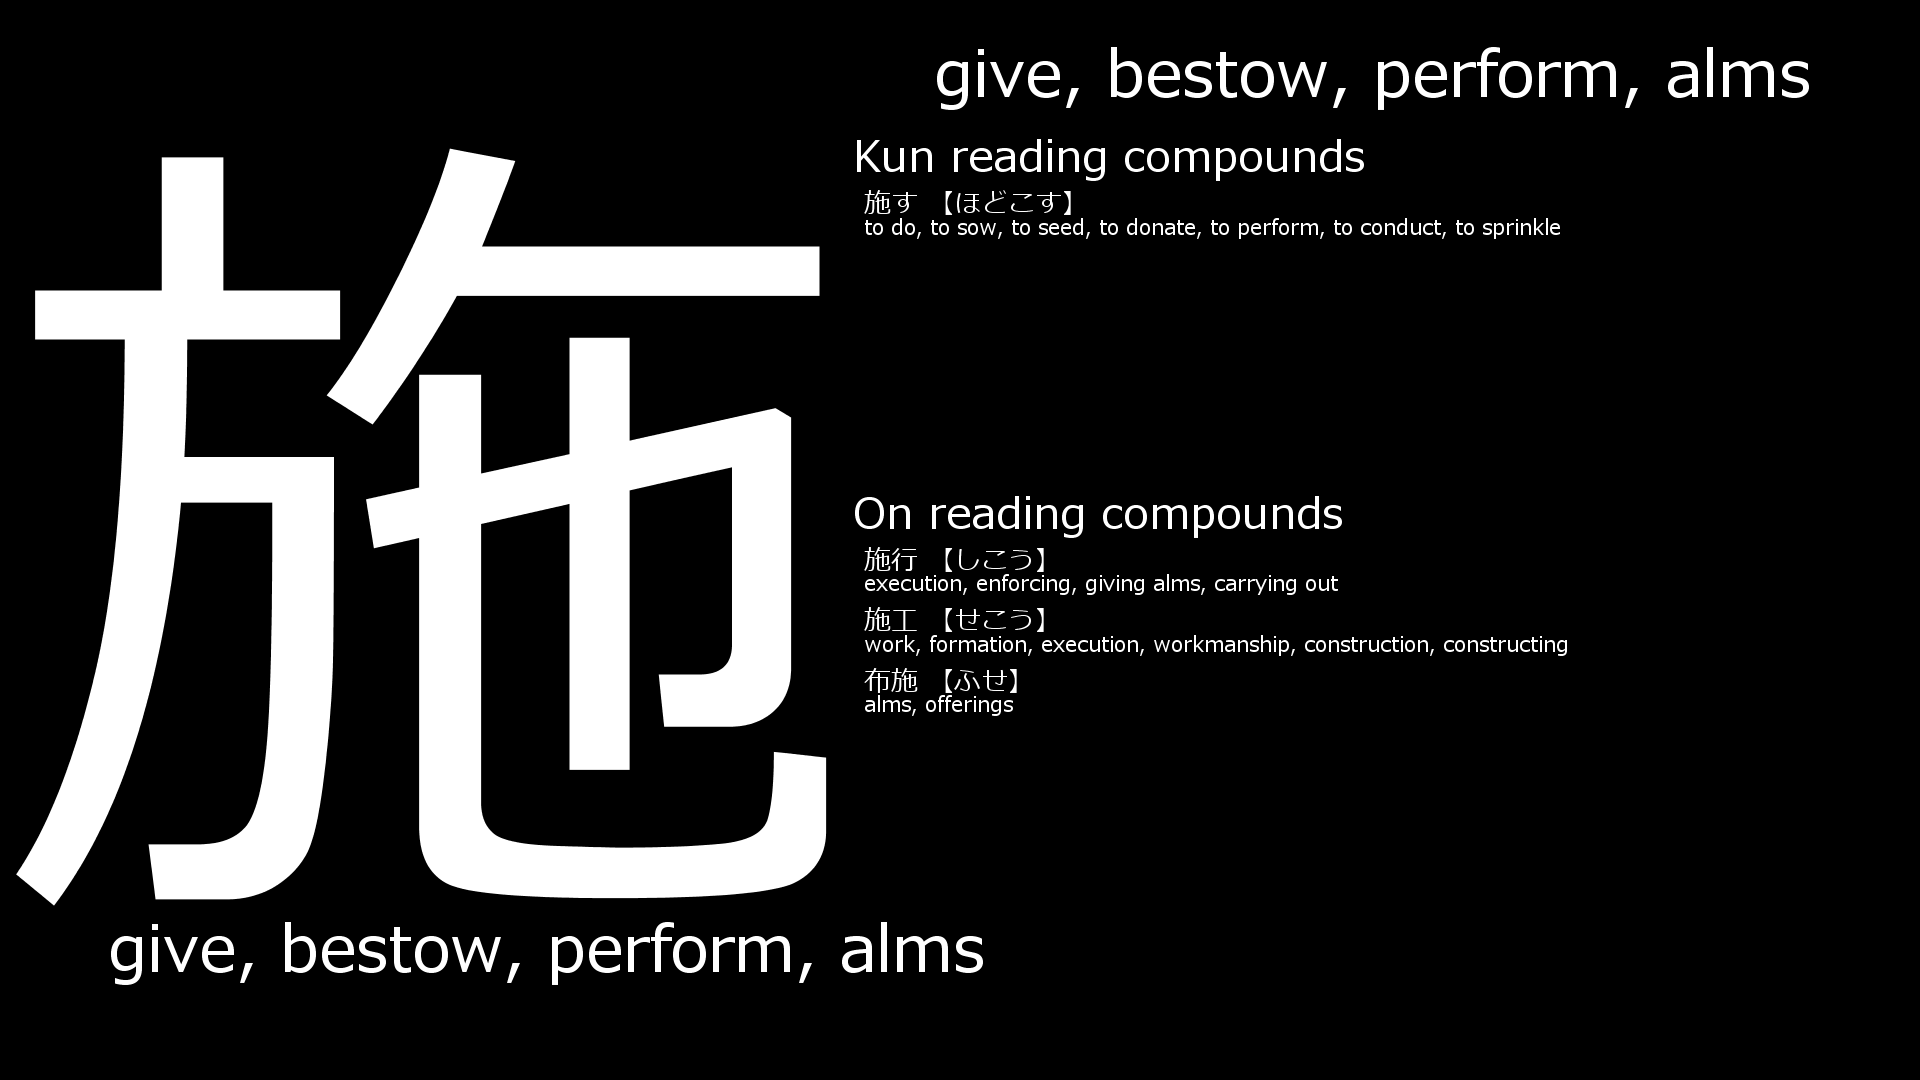 施
give, bestow, perform, alms
give, bestow, perform, alms
Kun reading compounds
施す 【ほどこす】
to do, to sow, to seed, to donate, to perform, to conduct, to sprinkle
On reading compounds
施行 【しこう】
execution, enforcing, giving alms, carrying out
施工 【せこう】
work, formation, execution, workmanship, construction, constructing
布施 【ふせ】
alms, offerings